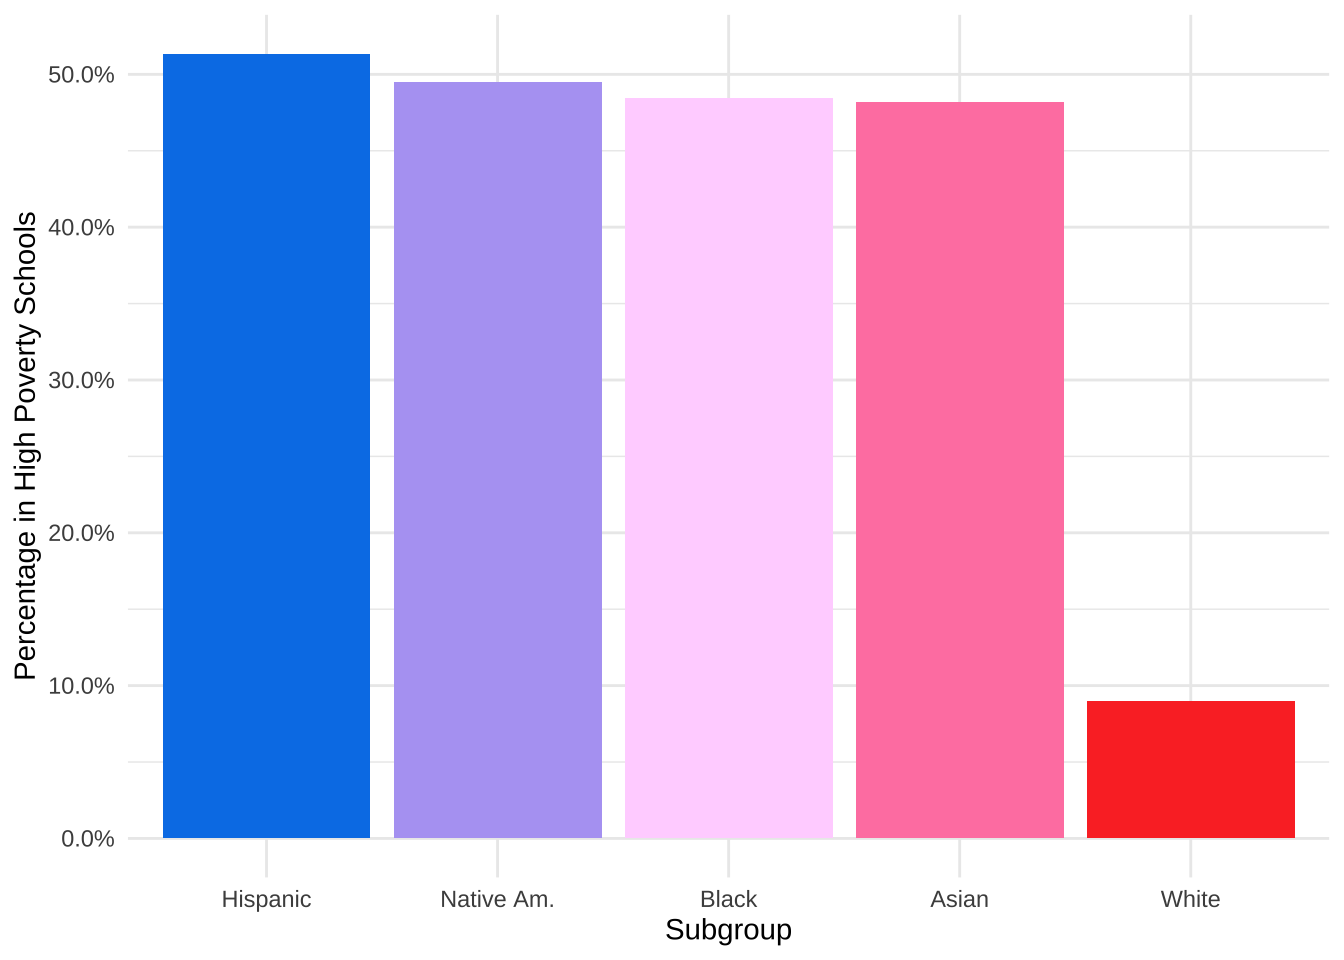 Percentage in High Poverty Schools
50.0%
40.0%
30.0%
20.0%
10.0%
0.0%
Hispanic
Native Am.
Black
Asian
White
Subgroup